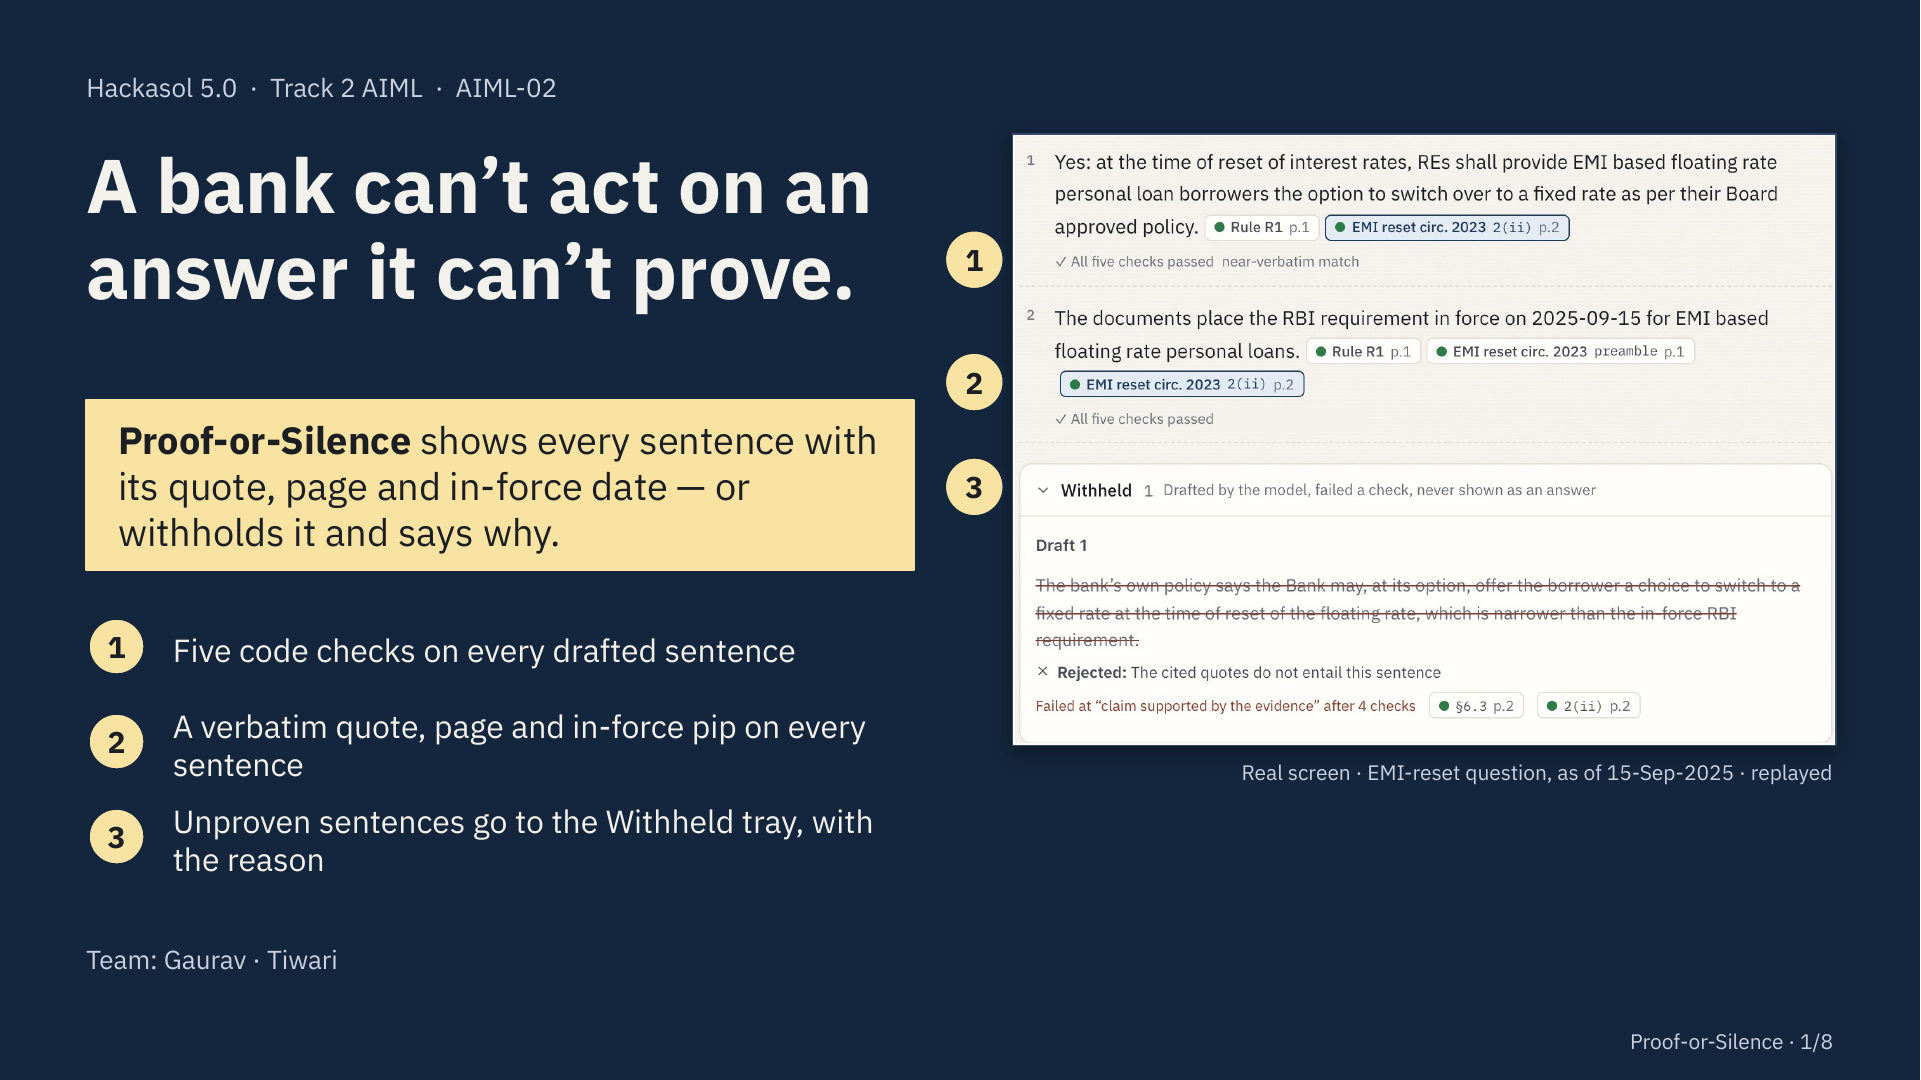 Hackasol 5.0 · Track 2 AIML · AIML-02
A bank can’t act on an
answer it can’t prove.
Proof-or-Silence shows every sentence with
its quote, page and in-force date — or
withholds it and says why.
1 Five code checks on every drafted sentence
2 A verbatim quote, page and in-force pip on every
sentence
3 Unproven sentences go to the Withheld tray, with
the reason
Team: Gaurav · Tiwari
1
2
3
1 Yes: at the time of reset of interest rates, REs shall provide EMI based floating rate
personal loan borrowers the option to switch over to a fixed rate as per their Board
approved policy. Rule R1 p.1 EMI reset circ. 2023 2(ii) p.2
✓ All five checks passed near-verbatim match
2 The documents place the RBI requirement in force on 2025-09-15 for EMI based
floating rate personal loans. Rule R1 p.1 EMI reset circ. 2023 preamble p.1
EMI reset circ. 2023 2(ii) p.2
✓ All five checks passed
Withheld 1 Drafted by the model, failed a check, never shown as an answer
Draft 1
The bank’s own policy says the Bank may, at its option, offer the borrower a choice to switch to a
fixed rate at the time of reset of the floating rate, which is narrower than the in-force RBI
requirement.
× Rejected: The cited quotes do not entail this sentence
Failed at “claim supported by the evidence” after 4 checks §6.3 p.2 2(ii) p.2
Real screen · EMI-reset question, as of 15-Sep-2025 · replayed
Proof-or-Silence · 1/8